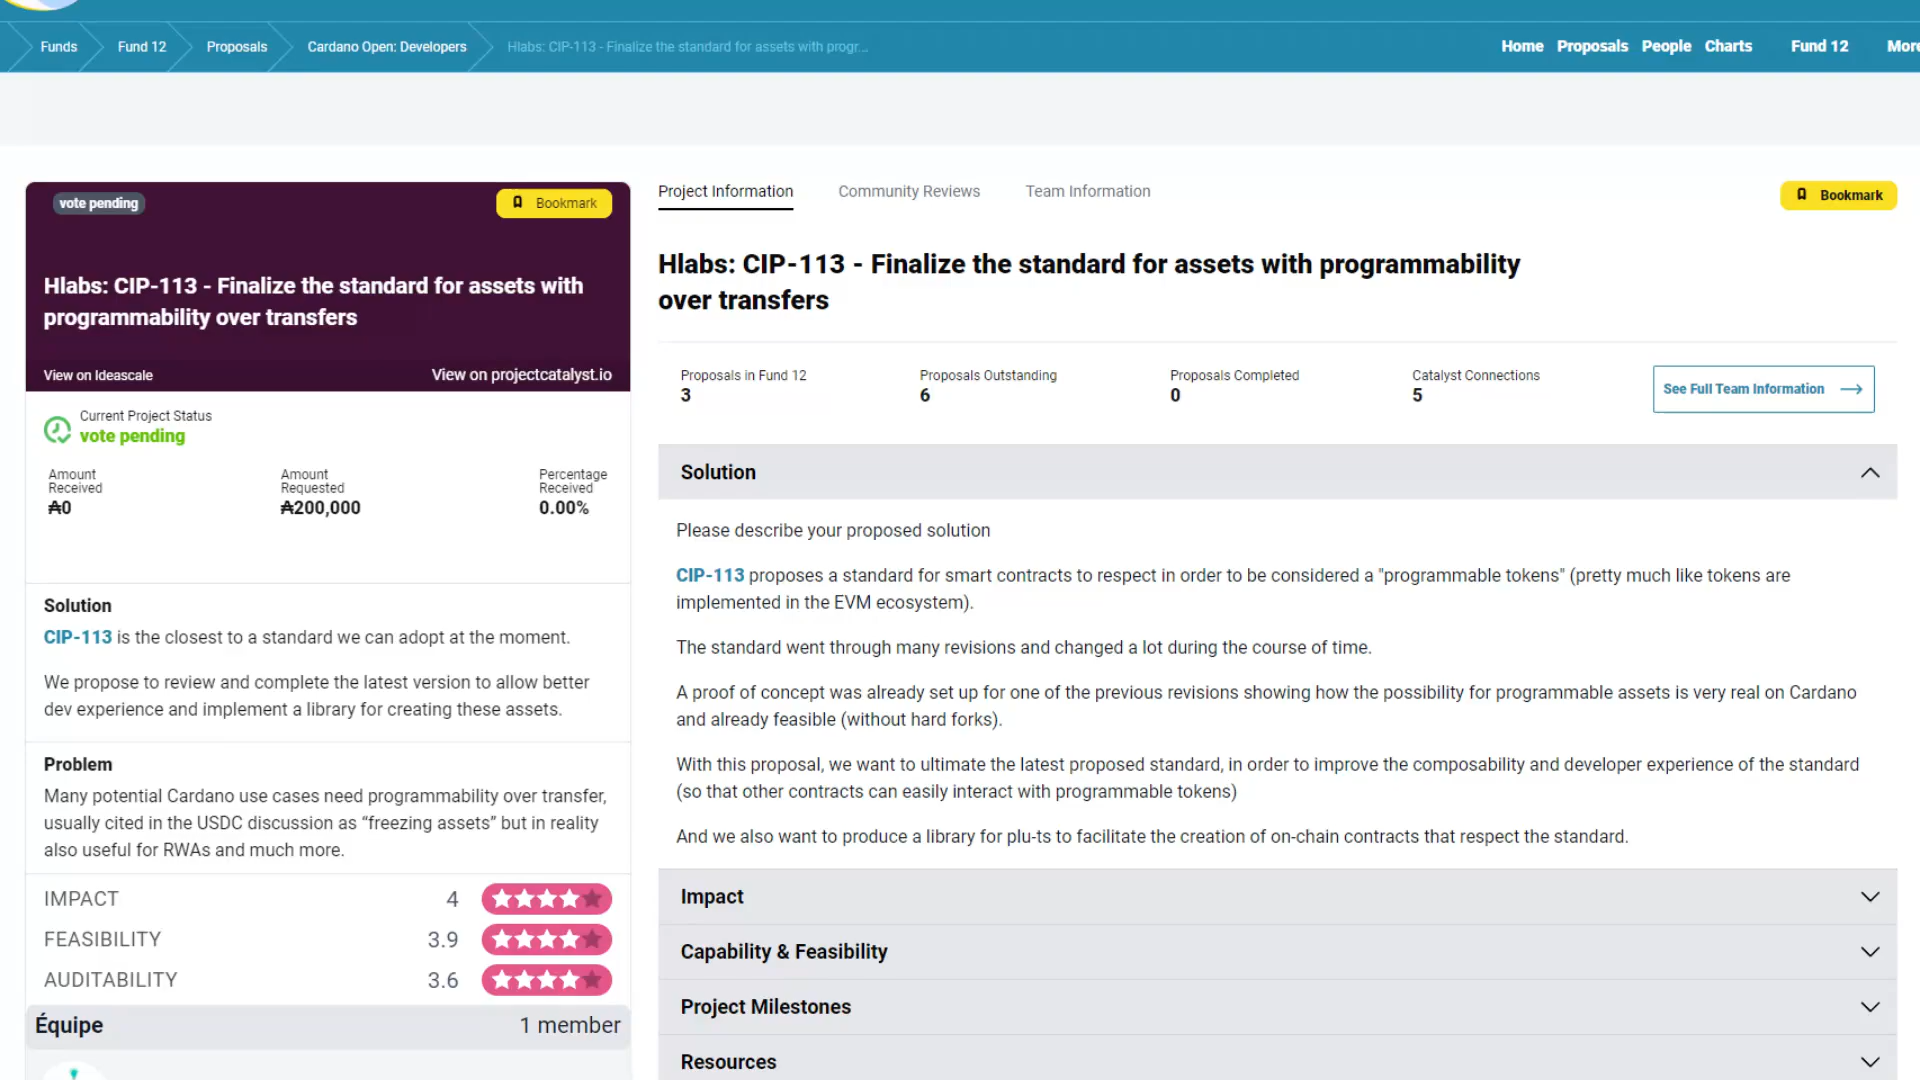 Funds
Fund 12
Proposals
Cardano Open: Developers
Hlabs: CIP-113 - Finalize the standard for assets with progr...
Home
Proposals
People
Charts
Fund 12
More
vote pending
Bookmark
Hlabs: CIP-113 - Finalize the standard for assets with
programmability over transfers
View on Ideascale
View on projectcatalyst.io
Current Project Status
vote pending
Amount
Received
₳0
Amount
Requested
₳200,000
Percentage
Received
0.00%
Solution
CIP-113 is the closest to a standard we can adopt at the moment.
We propose to review and complete the latest version to allow better
dev experience and implement a library for creating these assets.
Problem
Many potential Cardano use cases need programmability over transfer,
usually cited in the USDC discussion as “freezing assets” but in reality
also useful for RWAs and much more.
IMPACT 4
FEASIBILITY 3.9
AUDITABILITY 3.6
Équipe 1 member
Project Information
Community Reviews
Team Information
Bookmark
Hlabs: CIP-113 - Finalize the standard for assets with programmability
over transfers
Proposals in Fund 12
3
Proposals Outstanding
6
Proposals Completed
0
Catalyst Connections
5
See Full Team Information
Solution
Please describe your proposed solution
CIP-113 proposes a standard for smart contracts to respect in order to be considered a "programmable tokens" (pretty much like tokens are
implemented in the EVM ecosystem).
The standard went through many revisions and changed a lot during the course of time.
A proof of concept was already set up for one of the previous revisions showing how the possibility for programmable assets is very real on Cardano
and already feasible (without hard forks).
With this proposal, we want to ultimate the latest proposed standard, in order to improve the composability and developer experience of the standard
(so that other contracts can easily interact with programmable tokens)
And we also want to produce a library for plu-ts to facilitate the creation of on-chain contracts that respect the standard.
Impact
Capability & Feasibility
Project Milestones
Resources